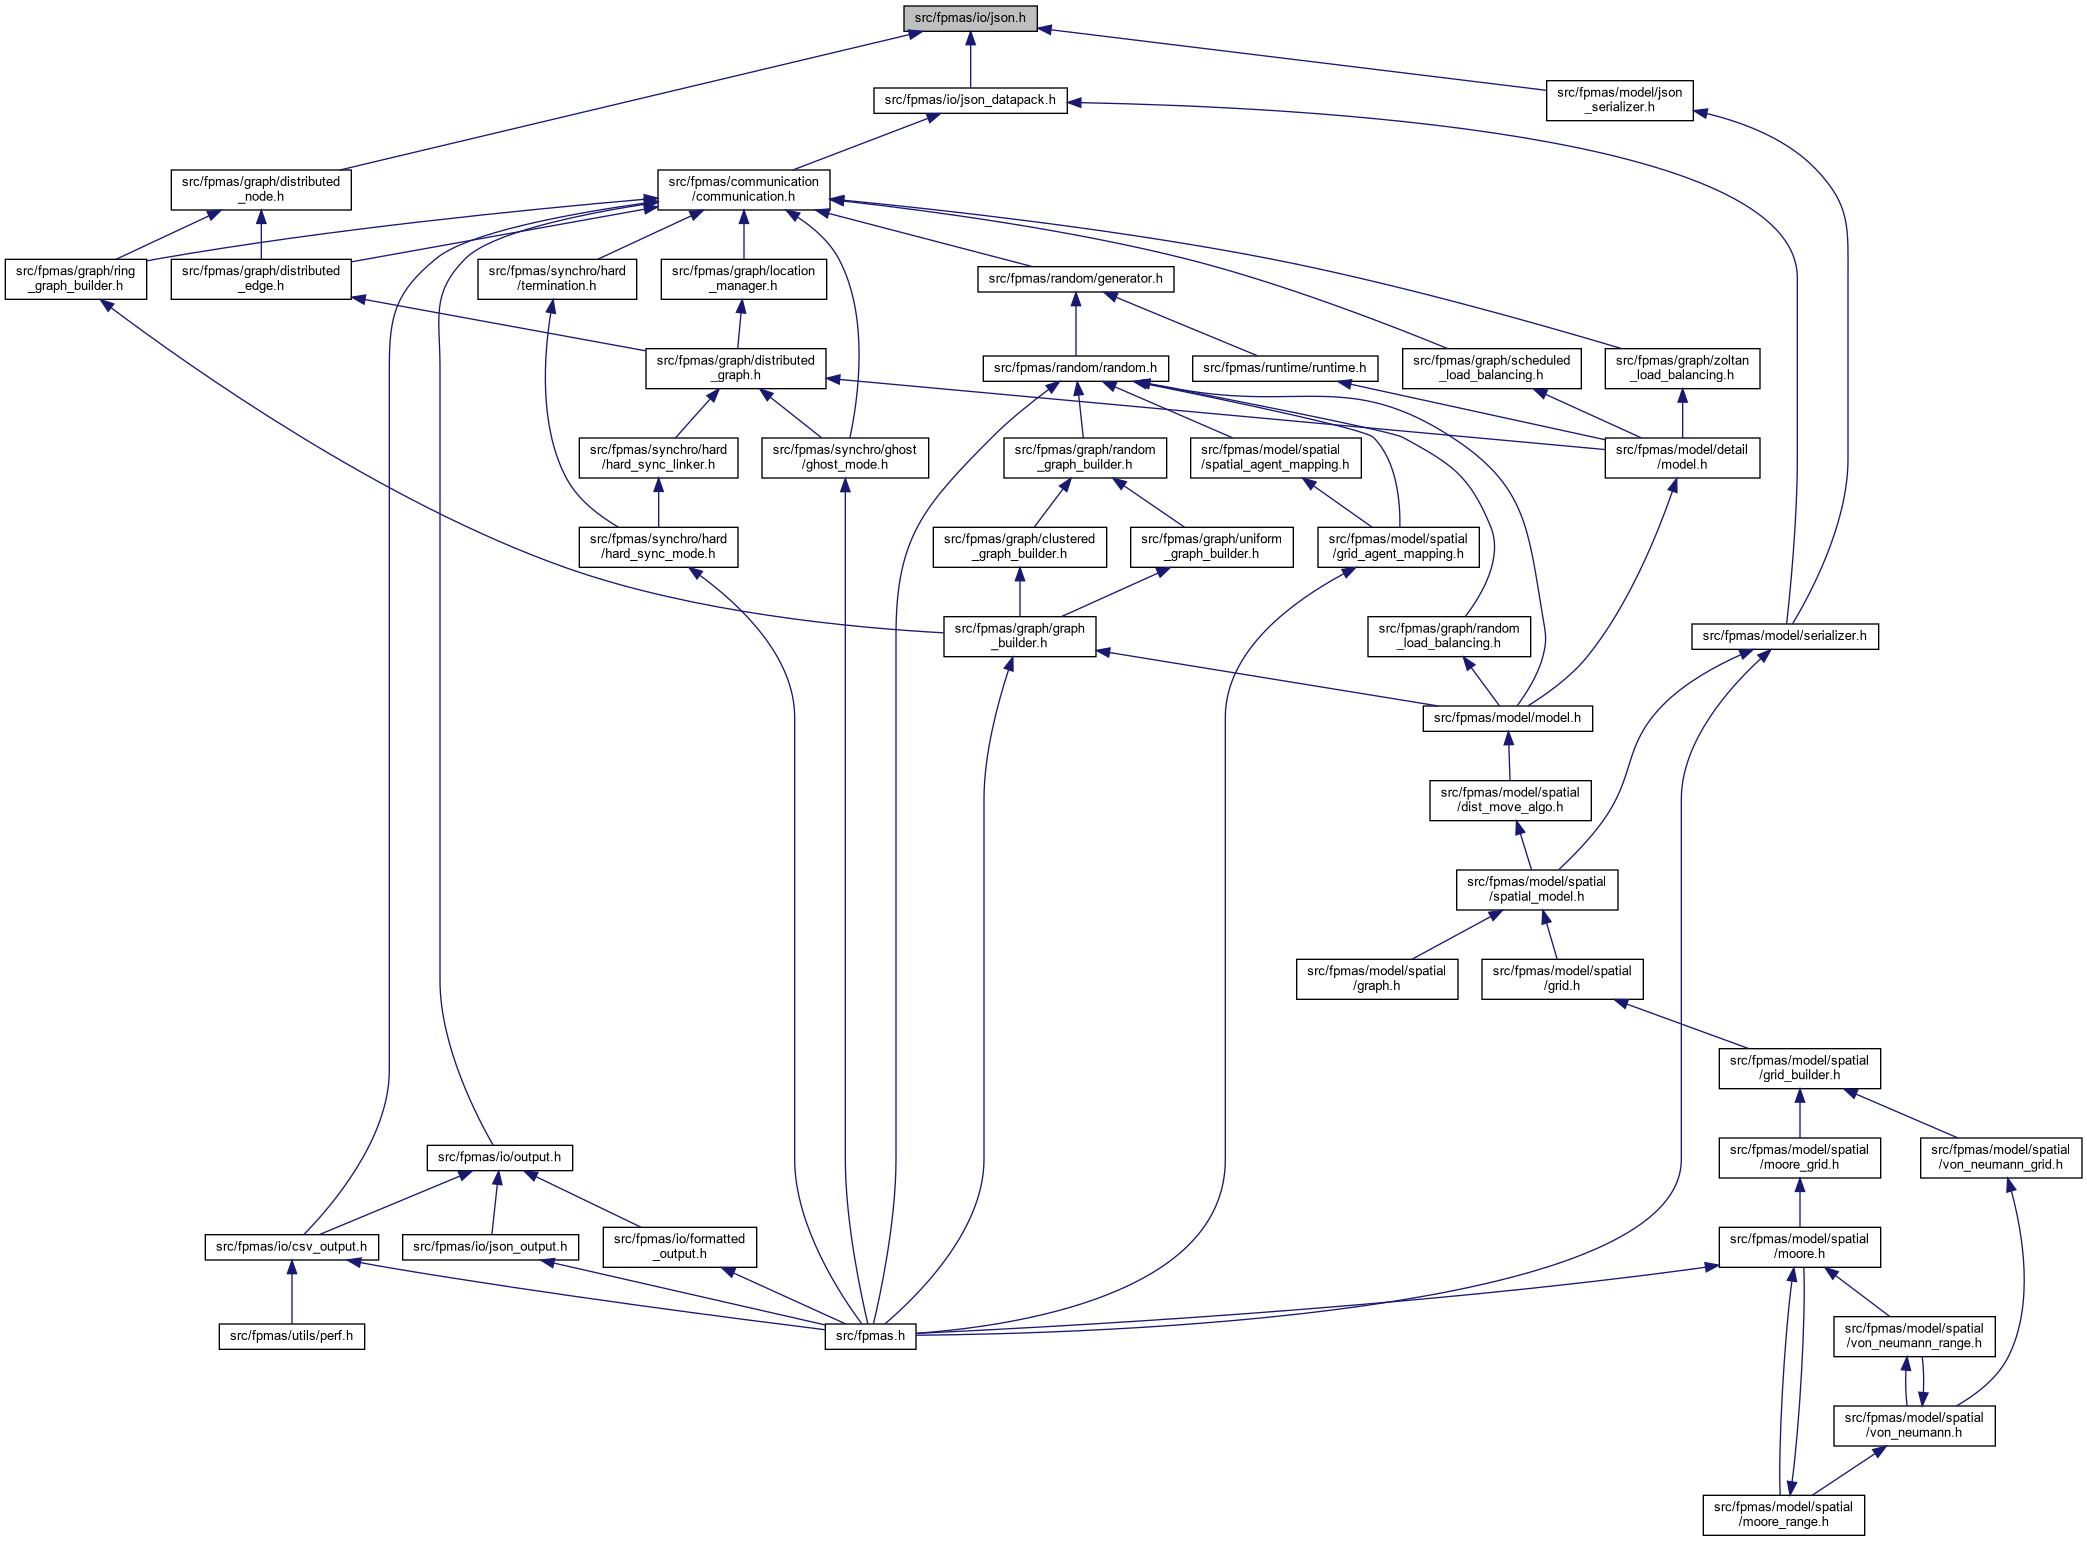 src/fpmas/io/json.h
src/fpmas/io/json_datapack.h
src/fpmas/model/json
_serializer.h
src/fpmas/graph/distributed
_node.h
src/fpmas/communication
/communication.h
src/fpmas/graph/ring
_graph_builder.h
src/fpmas/graph/distributed
_edge.h
src/fpmas/synchro/hard
/termination.h
src/fpmas/graph/location
_manager.h
src/fpmas/random/generator.h
src/fpmas/graph/distributed
_graph.h
src/fpmas/random/random.h
src/fpmas/runtime/runtime.h
src/fpmas/graph/scheduled
_load_balancing.h
src/fpmas/graph/zoltan
_load_balancing.h
src/fpmas/synchro/hard
/hard_sync_linker.h
src/fpmas/synchro/ghost
/ghost_mode.h
src/fpmas/graph/random
_graph_builder.h
src/fpmas/model/spatial
/spatial_agent_mapping.h
src/fpmas/model/detail
/model.h
src/fpmas/synchro/hard
/hard_sync_mode.h
src/fpmas/graph/clustered
_graph_builder.h
src/fpmas/graph/uniform
_graph_builder.h
src/fpmas/model/spatial
/grid_agent_mapping.h
src/fpmas/graph/graph
_builder.h
src/fpmas/graph/random
_load_balancing.h
src/fpmas/model/serializer.h
src/fpmas/model/model.h
src/fpmas/model/spatial
/dist_move_algo.h
src/fpmas/model/spatial
/spatial_model.h
src/fpmas/model/spatial
/graph.h
src/fpmas/model/spatial
/grid.h
src/fpmas/model/spatial
/grid_builder.h
src/fpmas/io/output.h
src/fpmas/model/spatial
/moore_grid.h
src/fpmas/model/spatial
/von_neumann_grid.h
src/fpmas/io/csv_output.h
src/fpmas/io/json_output.h
src/fpmas/io/formatted
_output.h
src/fpmas/model/spatial
/moore.h
src/fpmas/utils/perf.h
src/fpmas.h
src/fpmas/model/spatial
/von_neumann_range.h
src/fpmas/model/spatial
/von_neumann.h
src/fpmas/model/spatial
/moore_range.h